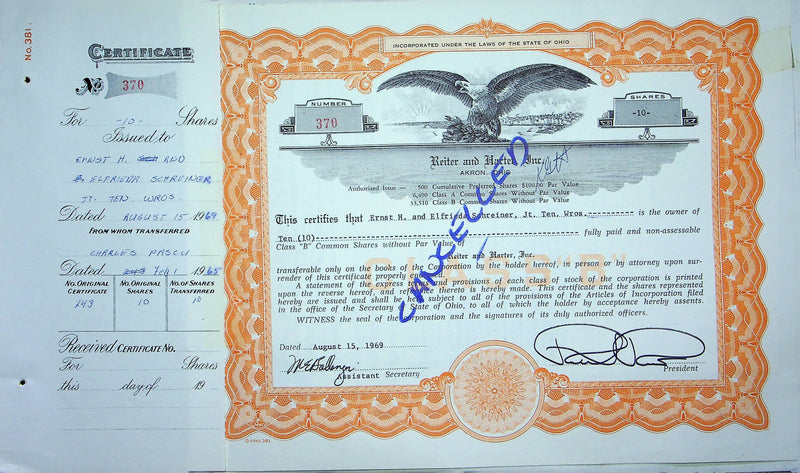 No. 381.
CERTIFICATE
No 370
For -10- Shares
Issued to
ERNST H. AND
ELFRIEDA SCHREINER
JT. TEN. WROS.
Dated AUGUST 15 1969
FROM WHOM TRANSFERRED
CHARLES PASCU
Dated Feb 1 1965
NO. ORIGINAL CERTIFICATE
NO. ORIGINAL SHARES
NO. OF SHARES TRANSFERRED
143 10 10
Received CERTIFICATE NO.
For Shares
this day of 19
INCORPORATED UNDER THE LAWS OF THE STATE OF OHIO
NUMBER
370
SHARES
-10-
Reiter and Harter, Inc.
AKRON, OHIO
Authorized Issue — 500 Cumulative Preferred Shares $100.00 Par Value
6,490 Class A Common Shares Without Par Value
55,510 Class B Common Shares Without Par Value
CANCELLED
This certifies that Ernst H. and Elfrieda Schreiner, Jt. Ten. Wros.---------- is the owner of
Ten (10)---------- fully paid and non-assessable
Class "B" Common Shares without Par Value of
Reiter and Harter, Inc.
transferable only on the books of the Corporation by the holder hereof, in person or by attorney upon sur-
render of this certificate properly endorsed.
A statement of the express terms and provisions of each class of stock of the corporation is printed
upon the reverse hereof, and reference thereto is hereby made. This certificate and the shares represented
hereby are issued and shall be held subject to all of the provisions of the Articles of Incorporation filed
in the office of the Secretary of State of Ohio, to all of which the holder by acceptance hereby assents.
WITNESS the seal of the Corporation and the signatures of its duly authorized officers.
CLASS "B"
Dated August 15, 1969
Assistant Secretary
President
GOES 281.